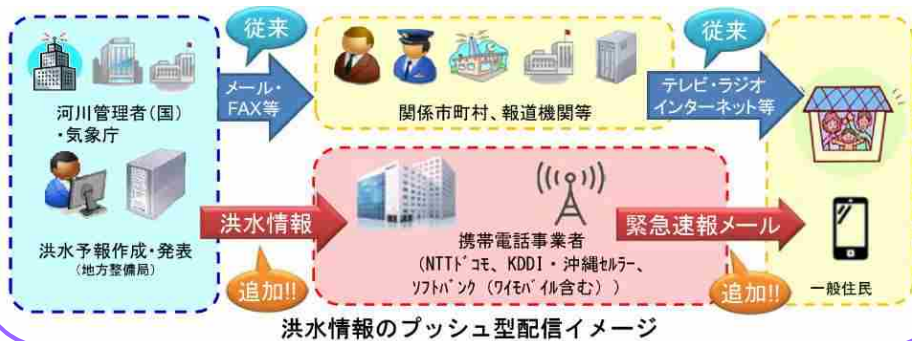 従来
従来
メール・
FAX等
テレビ・ラジオ
インターネット等
河川管理者(国)
・気象庁
関係市町村、報道機関等
洪水情報
緊急速報メール
携帯電話事業者
(NTTドコモ、KDDI・沖縄セルラー、
ソフトバンク(ワイモバイル含む))
洪水予報作成・発表
(地方整備局)
追加!!
追加!!
一般住民
洪水情報のプッシュ型配信イメージ